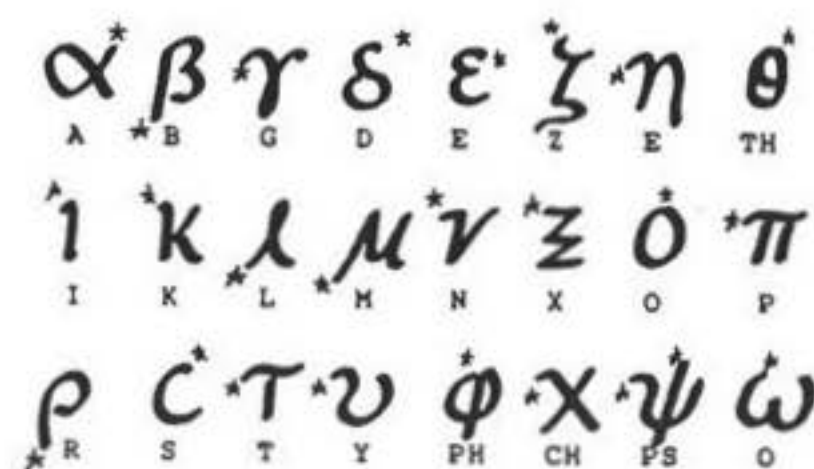 α β γ δ ε ζ η θ
A B G D E Z E TH
ι κ λ μ ν ξ ο π
I K L M N X O P
ρ c τ υ φ χ ψ ω
R S T Y PH CH PS O